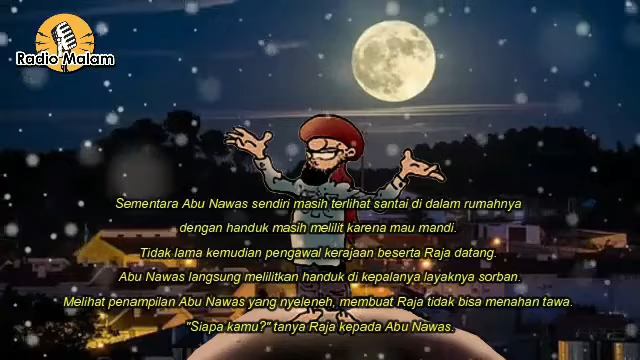 Radio Malam
Sementara Abu Nawas sendiri masih terlihat santai di dalam rumahnya
dengan handuk masih melilit karena mau mandi.
Tidak lama kemudian pengawal kerajaan beserta Raja datang.
Abu Nawas langsung melilitkan handuk di kepalanya layaknya sorban.
Melihat penampilan Abu Nawas yang nyeleneh, membuat Raja tidak bisa menahan tawa.
"Siapa kamu?" tanya Raja kepada Abu Nawas.